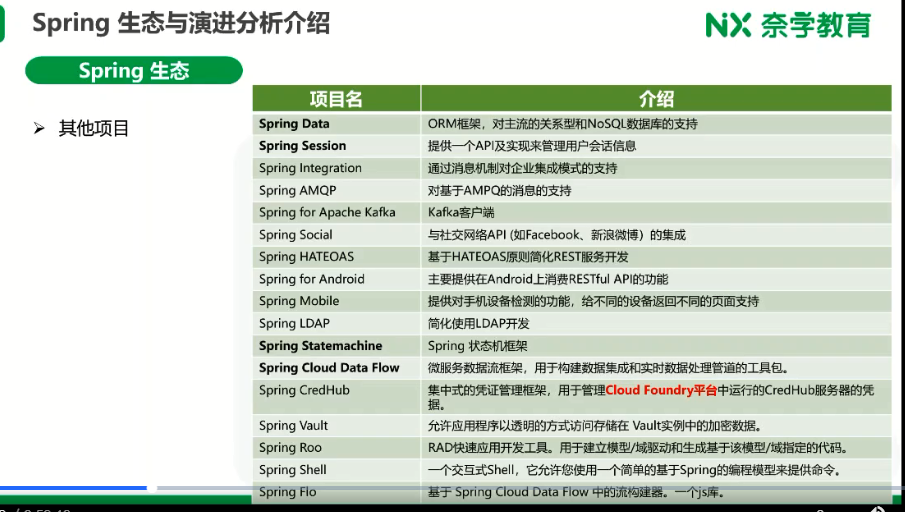 Spring 生态与演进分析介绍
NX 奈学教育
Spring 生态
➢ 其他项目
项目名 介绍
Spring Data ORM框架，对主流的关系型和NoSQL数据库的支持
Spring Session 提供一个API及实现来管理用户会话信息
Spring Integration 通过消息机制对企业集成模式的支持
Spring AMQP 对基于AMPQ的消息的支持
Spring for Apache Kafka Kafka客户端
Spring Social 与社交网络API (如Facebook、新浪微博）的集成
Spring HATEOAS 基于HATEOAS原则简化REST服务开发
Spring for Android 主要提供在Android上消费RESTful API的功能
Spring Mobile 提供对手机设备检测的功能，给不同的设备返回不同的页面支持
Spring LDAP 简化使用LDAP开发
Spring Statemachine Spring 状态机框架
Spring Cloud Data Flow 微服务数据流框架，用于构建数据集成和实时数据处理管道的工具包。
Spring CredHub 集中式的凭证管理框架，用于管理Cloud Foundry平台中运行的CredHub服务器的凭
据。
Spring Vault 允许应用程序以透明的方式访问存储在 Vault实例中的加密数据。
Spring Roo RAD快速应用开发工具。用于建立模型/域驱动和生成基于该模型/域指定的代码。
Spring Shell 一个交互式Shell，它允许您使用一个简单的基于Spring的编程模型来提供命令。
Spring Flo 基于 Spring Cloud Data Flow 中的流构建器。一个js库。